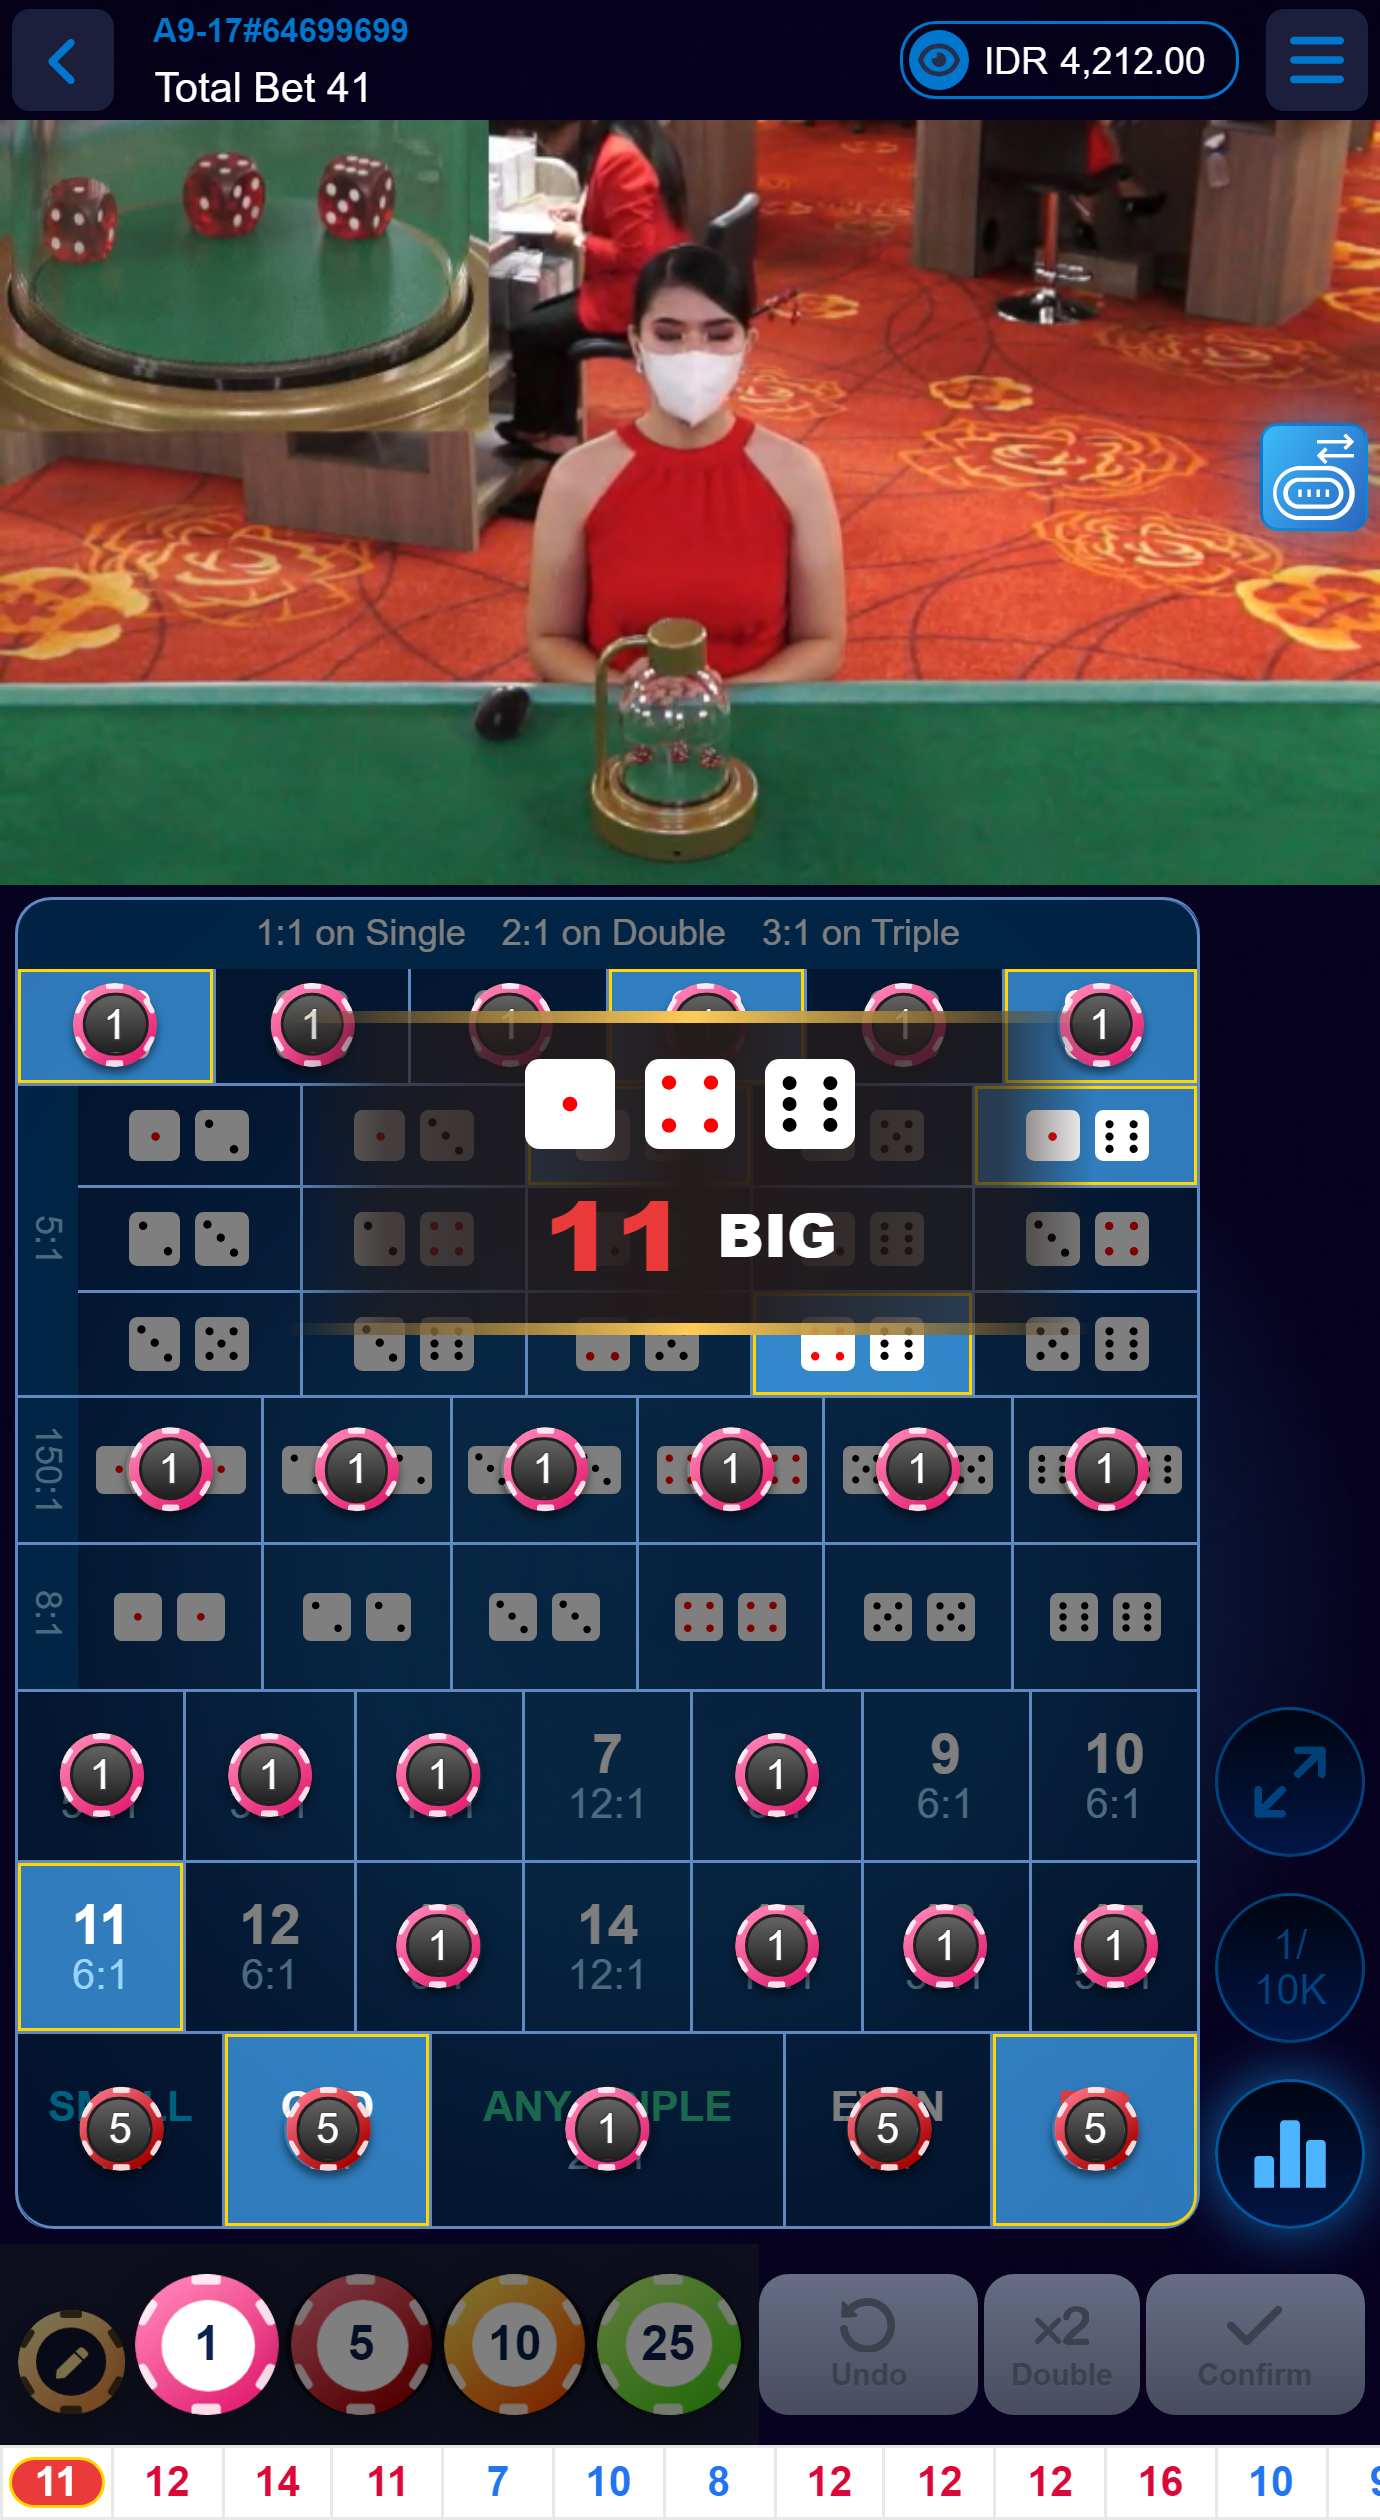 A9-17#64699699
Total Bet 41
IDR 4,212.00
1:1 on Single 2:1 on Double 3:1 on Triple
1 1 1 1 1
11 BIG
5:1
150:1
1 1 1 1 1 1
8:1
1 1 1 7 1 9 10
12:1 6:1 6:1
11 12 1 14 1 1 1
6:1 6:1 12:1
5 5 ANY 1 5 5
1/
10K
1 5 10 25
Undo
x2
Double
Confirm
11 12 14 11 7 10 8 12 12 12 16 10